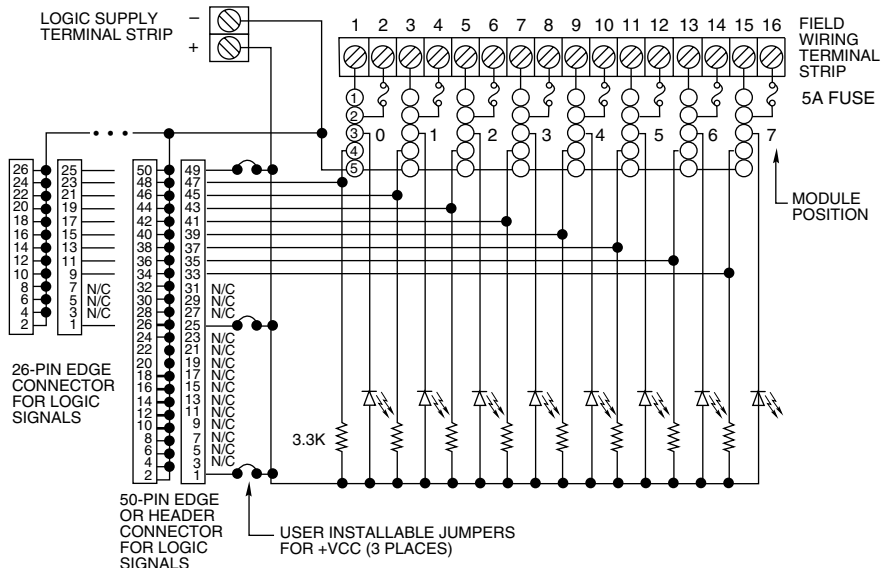 LOGIC SUPPLY
TERMINAL STRIP
–
+
1 2 3 4 5 6 7 8 9 10 11 12 13 14 15 16
FIELD
WIRING
TERMINAL
STRIP
5A FUSE
1
2
3
4
5
0 1 2 3 4 5 6 7
MODULE
POSITION
26 25
24 23
22 21
20 19
18 17
16 15
14 13
12 11
10 9
8 7 N/C
6 5 N/C
4 3 N/C
2 1
26-PIN EDGE
CONNECTOR
FOR LOGIC
SIGNALS
50 49
48 47
46 45
44 43
42 41
40 39
38 37
36 35
34 33
32 31 N/C
30 29 N/C
28 27 N/C
26 25
24 23 N/C
22 21 N/C
20 19 N/C
18 17 N/C
16 15 N/C
14 13 N/C
12 11 N/C
10 9 N/C
8 7 N/C
6 5 N/C
4 3 N/C
2 1
3.3K
50-PIN EDGE
OR HEADER
CONNECTOR
FOR LOGIC
SIGNALS
USER INSTALLABLE JUMPERS
FOR +VCC (3 PLACES)